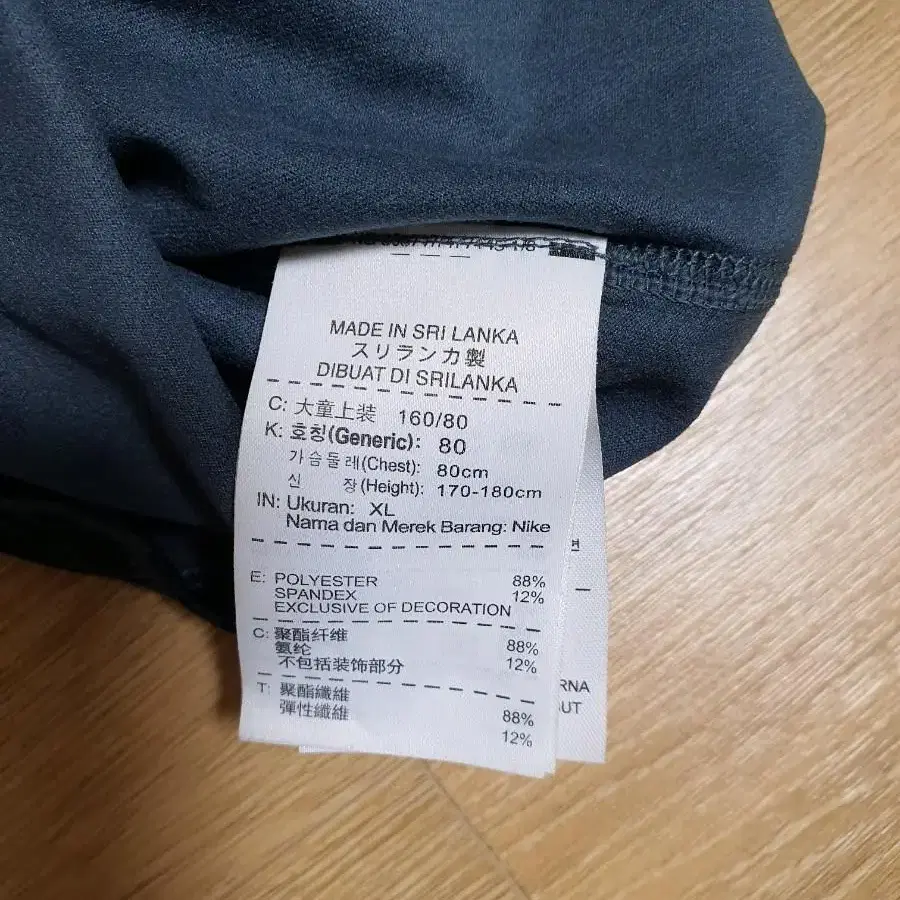 MADE IN SRI LANKA
スリランカ製
DIBUAT DI SRILANKA
C: 大童上装 160/80
K: 호칭(Generic): 80
가슴둘레(Chest): 80cm
신 장(Height): 170-180cm
IN: Ukuran: XL
Nama dan Merek Barang: Nike
E: POLYESTER 88%
SPANDEX 12%
EXCLUSIVE OF DECORATION
C: 聚酯纤维 88%
氨纶 12%
不包括装饰部分
T: 聚酯纖維 88%
彈性纖維 12%
면
RNA
UT